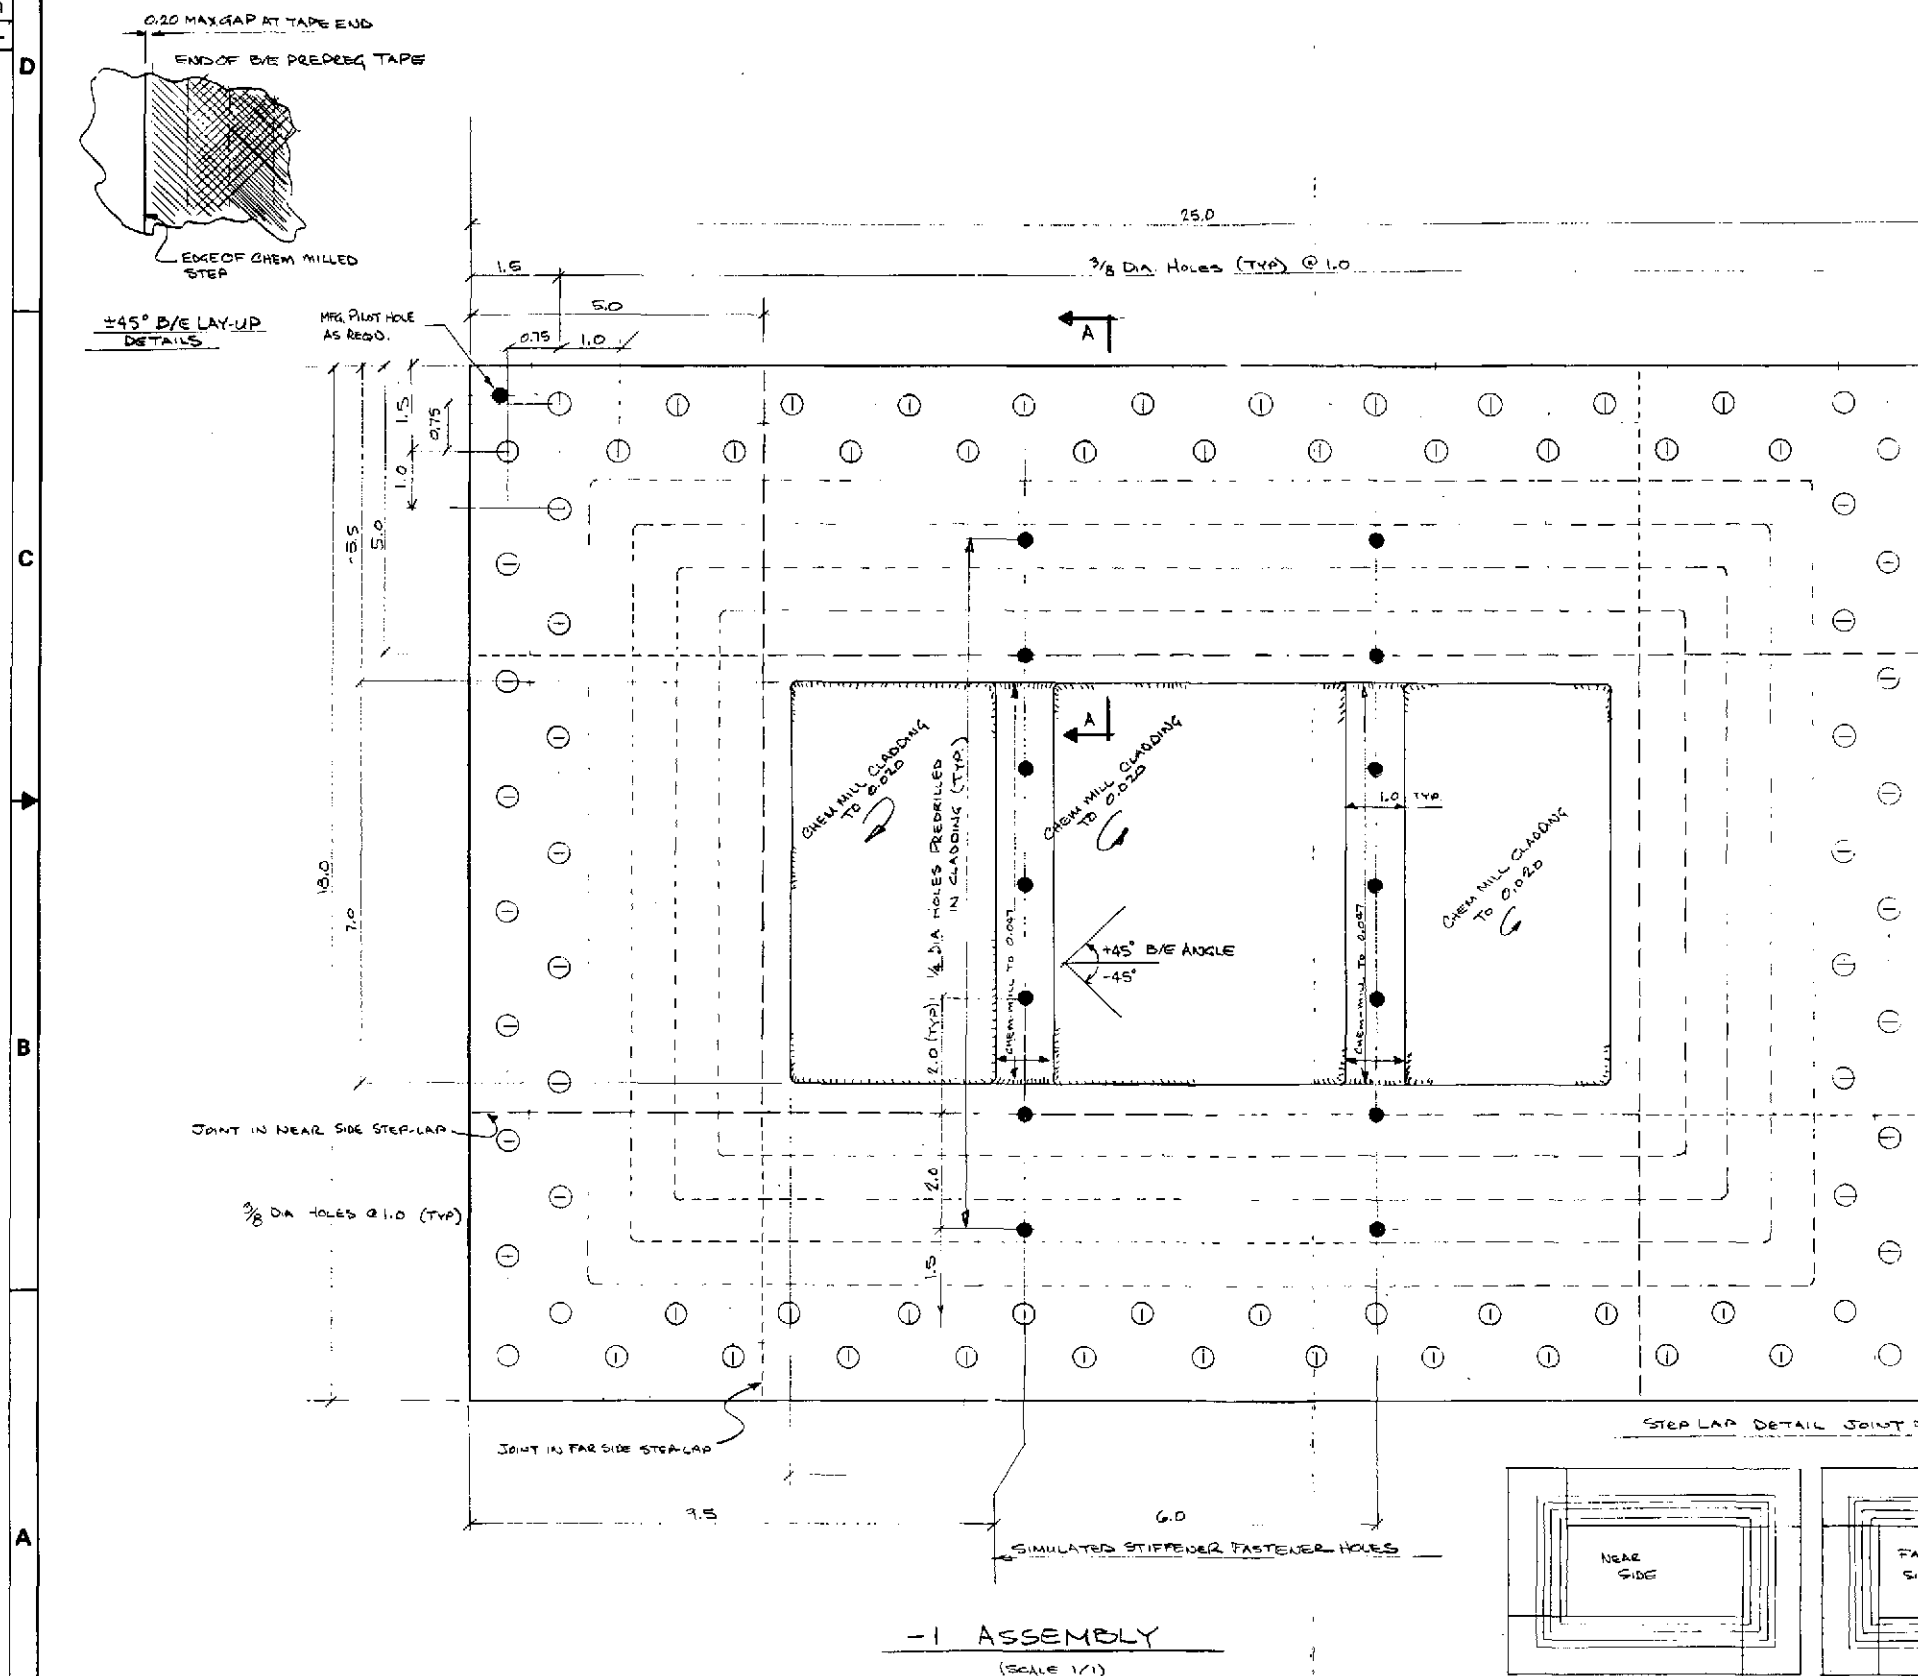 D
0.20 MAX GAP AT TAPE END
END OF B/E PREPREG TAPE
EDGE OF CHEM MILLED
STEP
±45° B/E LAY-UP
DETAILS
MFG. PILOT HOLE
AS REQD.
25.0
1.5
3/8 DIA. HOLES (TYP) @ 1.0
5.0
0.75
1.0
A
1.5
0.75
1.0
5.5
5.0
C
18.0
7.0
A
CHEM MILL CLADDING
TO 0.020
CHEM MILL CLADDING
TO 0.020
CHEM MILL CLADDING
TO 0.020
1.0 TYP.
2.0 (TYP) 1/4 DIA HOLES PREDRILLED
IN CLADDING (TYP.)
CHEM-MILL TO 0.047
CHEM-MILL TO 0.047
+45° B/E ANGLE
-45°
B
JOINT IN NEAR SIDE STEP-LAP
3/8 DIA HOLES @ 1.0 (TYP)
2.0
1.5
JOINT IN FAR SIDE STEP-LAP
STEP LAP DETAIL JOINT
9.5
6.0
SIMULATED STIFFENER FASTENER HOLES
A
NEAR
SIDE
-1 ASSEMBLY
(SCALE 1/1)